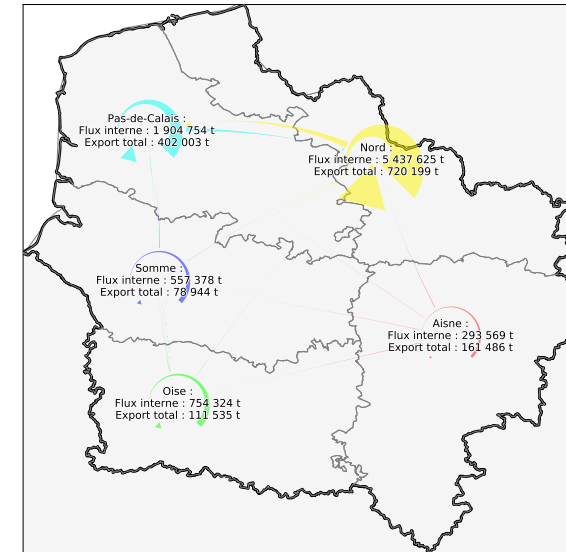 Pas-de-Calais :
Flux interne : 1 904 754 t
Export total : 402 003 t
Nord :
Flux interne : 5 437 625 t
Export total : 720 199 t
Somme :
Flux interne : 557 378 t
Export total : 78 944 t
Aisne :
Flux interne : 293 569 t
Export total : 161 486 t
Oise :
Flux interne : 754 324 t
Export total : 111 535 t